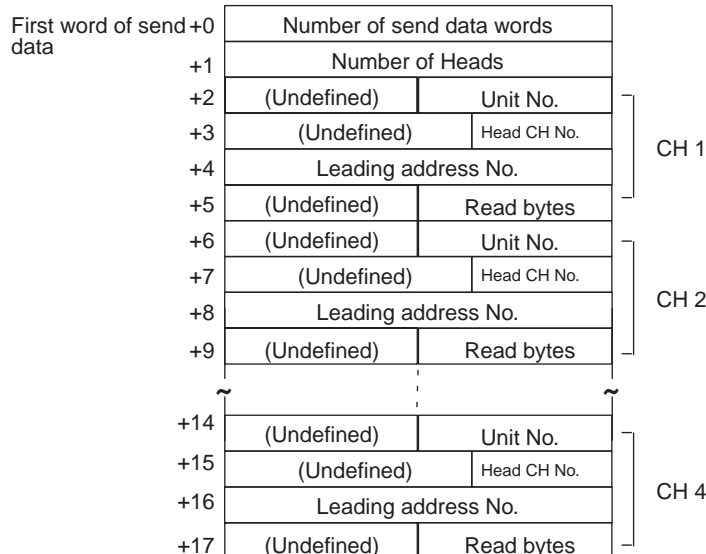 First word of send data +0 Number of send data words
+1 Number of Heads
+2 (Undefined) Unit No.
+3 (Undefined) Head CH No.
CH 1
+4 Leading address No.
+5 (Undefined) Read bytes
+6 (Undefined) Unit No.
+7 (Undefined) Head CH No.
CH 2
+8 Leading address No.
+9 (Undefined) Read bytes
~ ~
+14 (Undefined) Unit No.
+15 (Undefined) Head CH No.
CH 4
+16 Leading address No.
+17 (Undefined) Read bytes